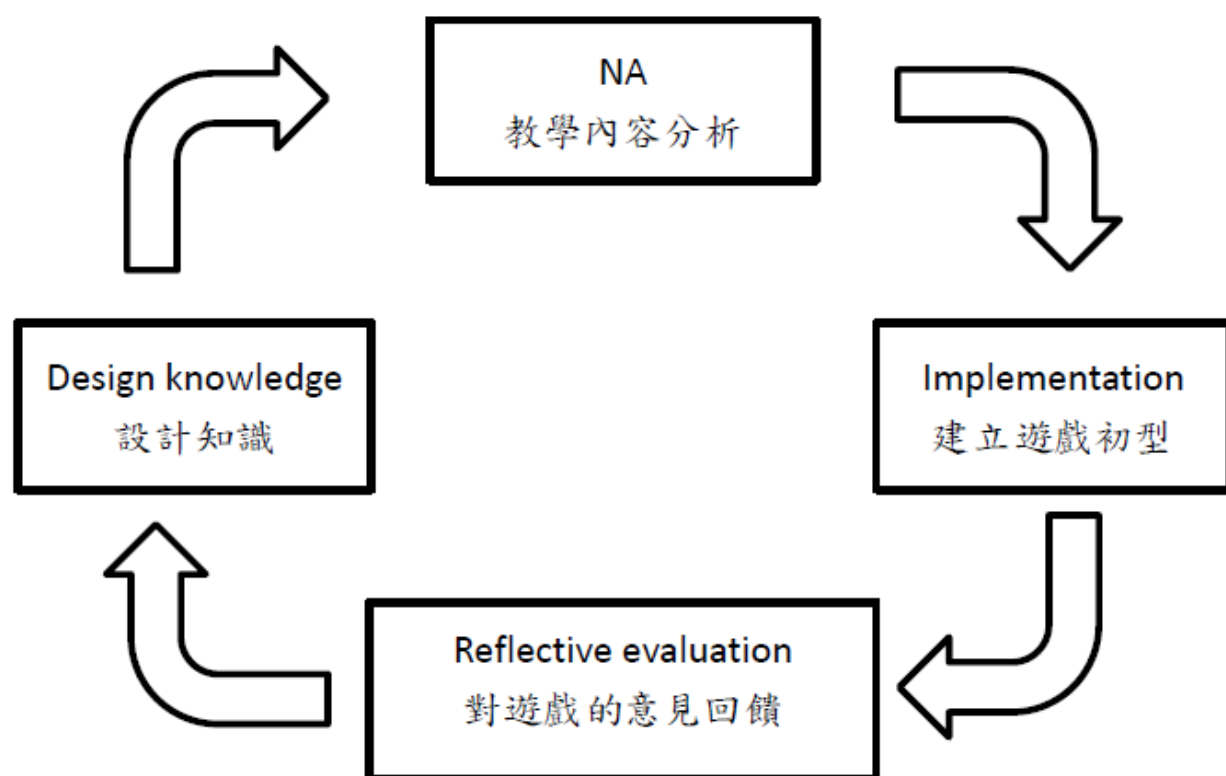 NA
教學內容分析
Design knowledge
設計知識
Implementation
建立遊戲初型
Reflective evaluation
對遊戲的意見回饋